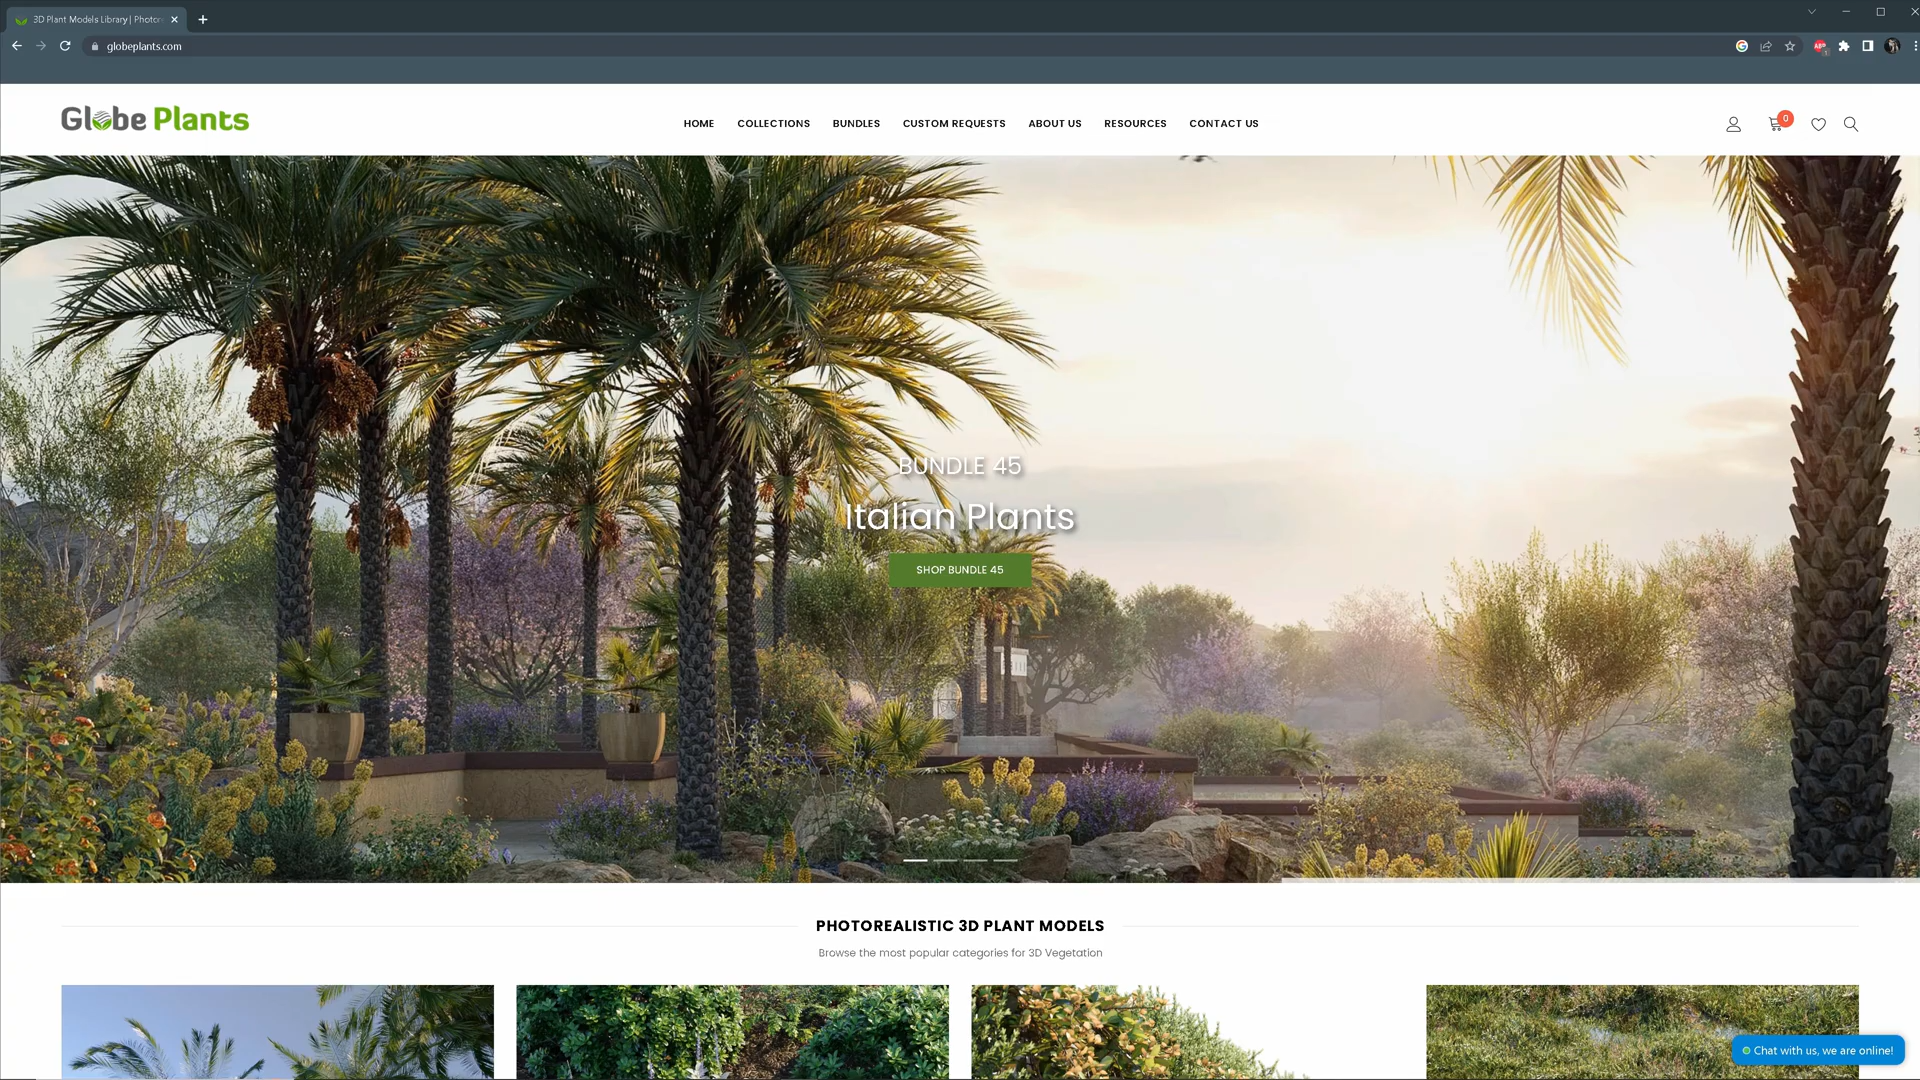 3D Plant Models Library | Photor
globeplants.com
Globe Plants
HOME COLLECTIONS BUNDLES CUSTOM REQUESTS ABOUT US RESOURCES CONTACT US
0
BUNDLE 45
Italian Plants
SHOP BUNDLE 45
PHOTOREALISTIC 3D PLANT MODELS
Browse the most popular categories for 3D Vegetation
Chat with us, we are online!